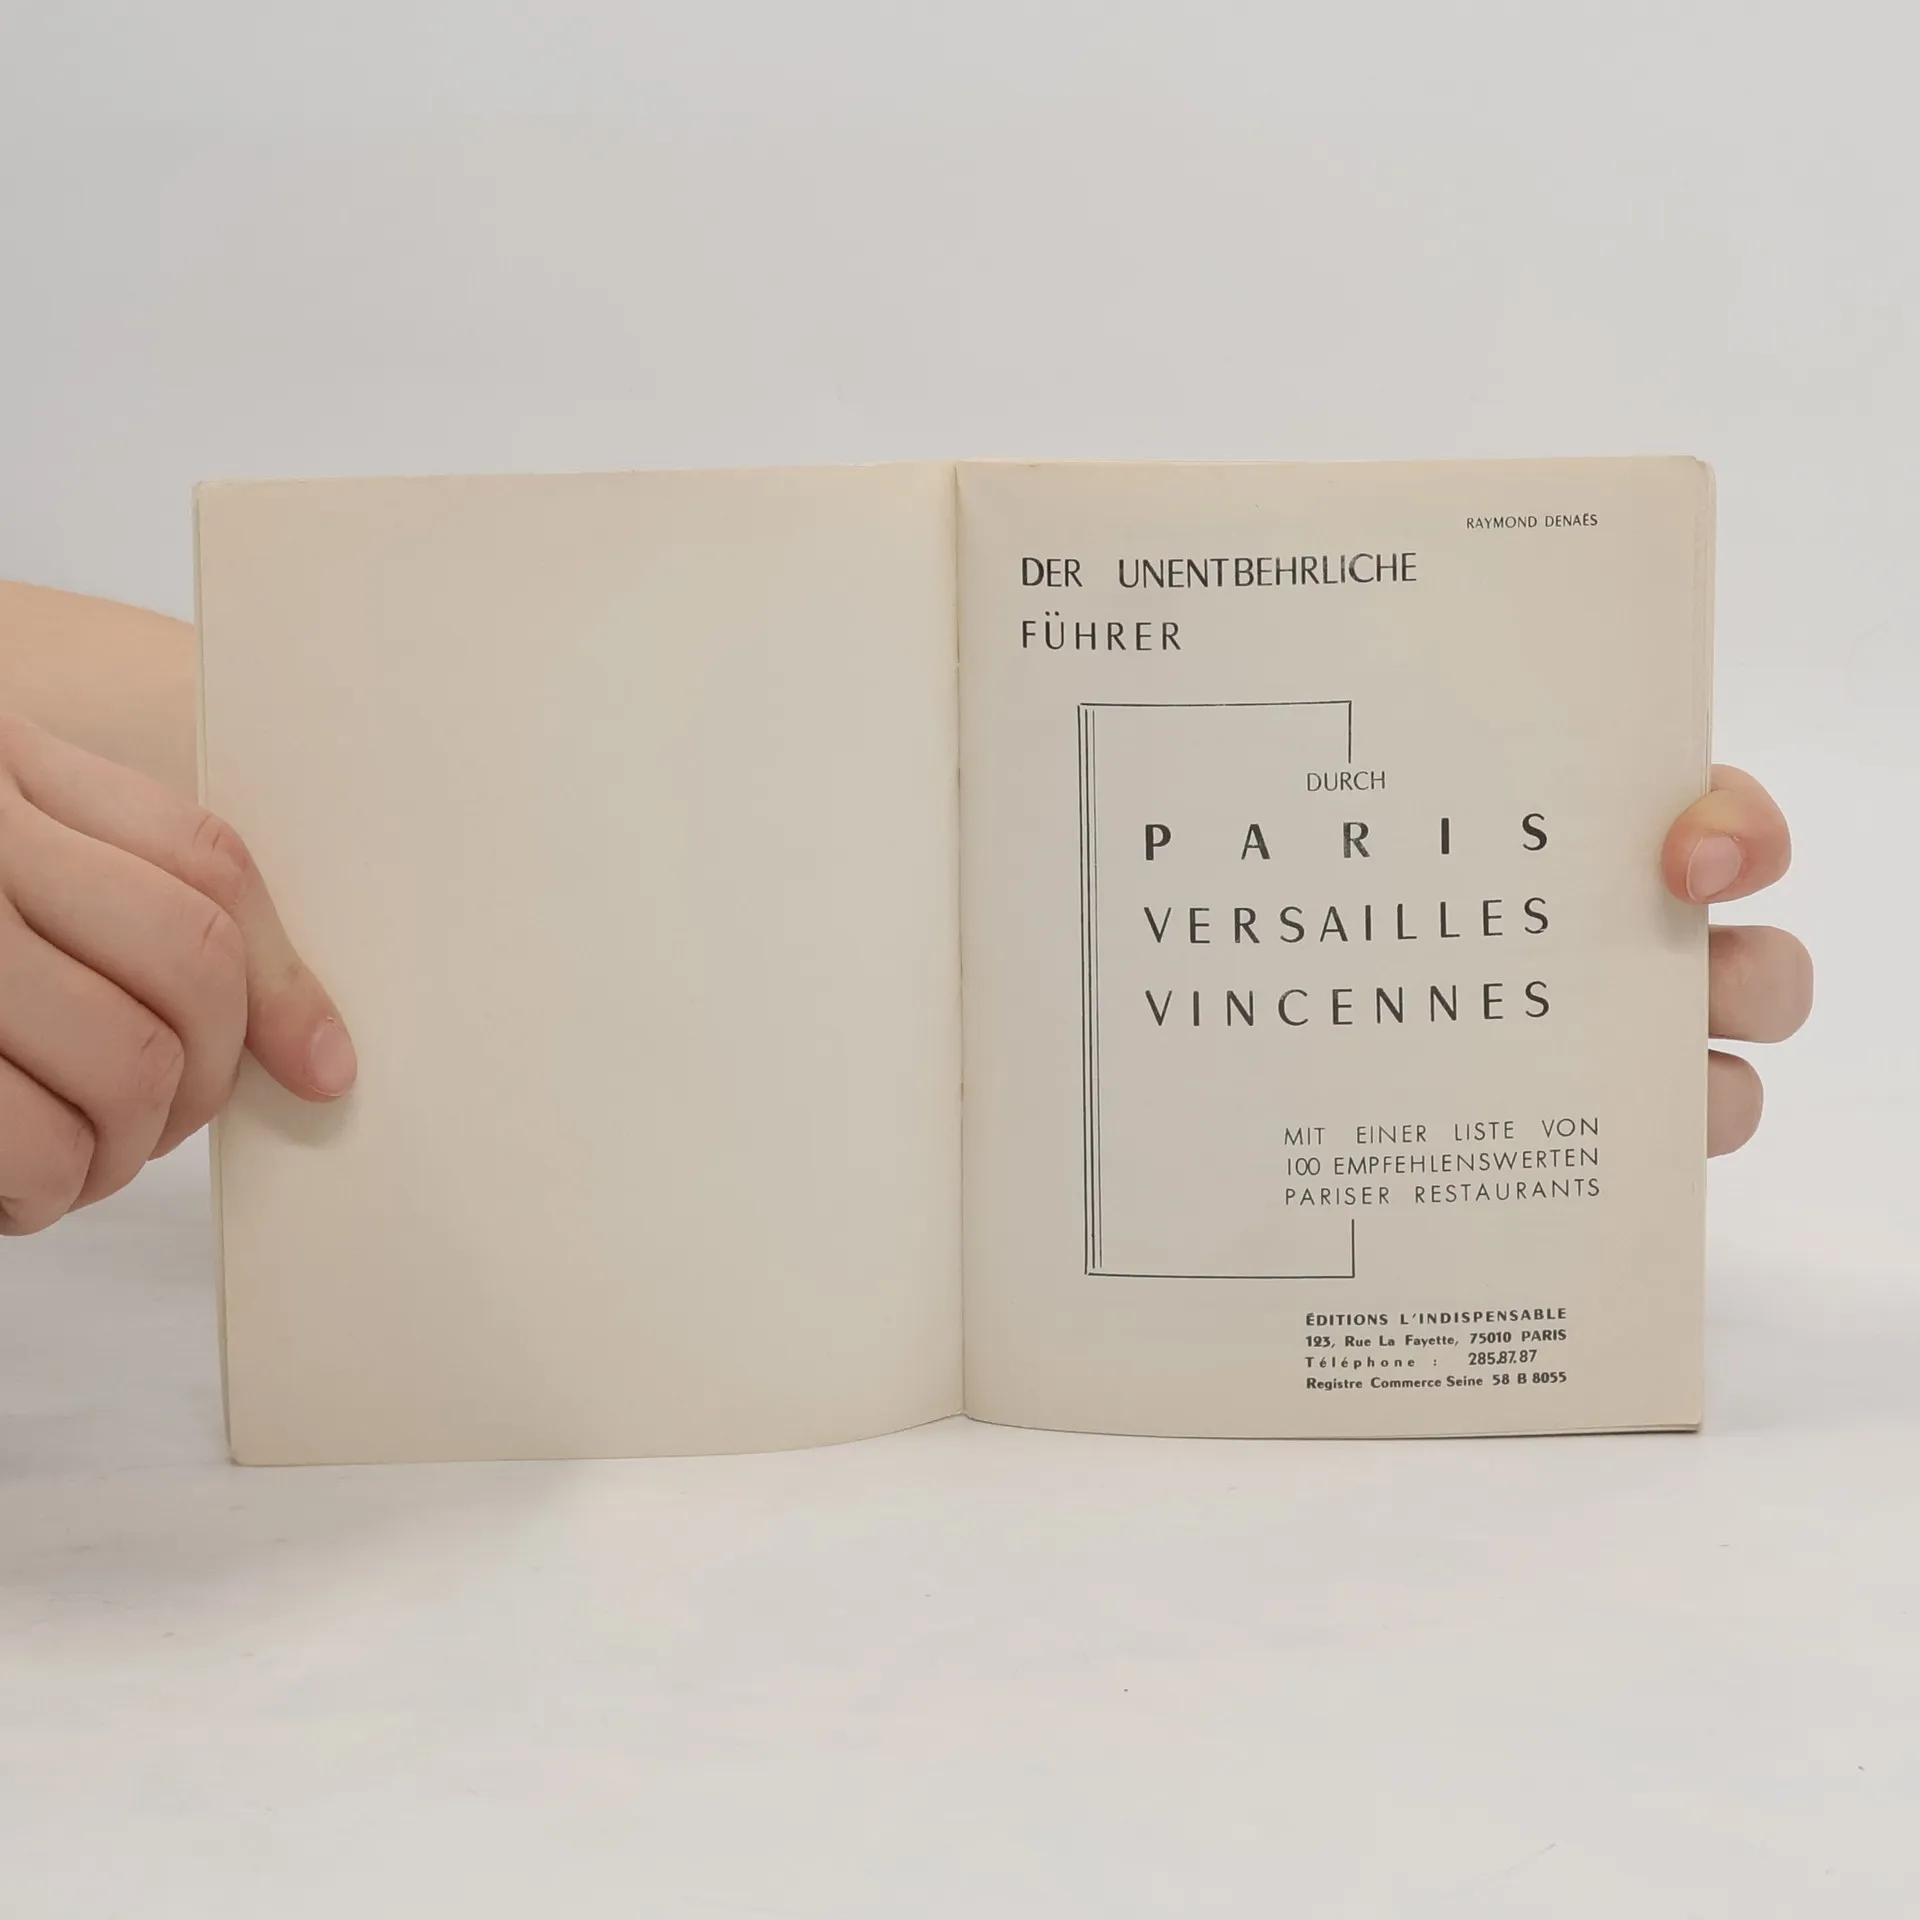 RAYMOND DENAËS
DER UNENTBEHRLICHE
FÜHRER
DURCH
PARIS
VERSAILLES
VINCENNES
MIT EINER LISTE VON
100 EMPFEHLENSWERTEN
PARISER RESTAURANTS
ÉDITIONS L'INDISPENSABLE
123, Rue La Fayette, 75010 PARIS
Téléphone : 285.87.87
Registre Commerce Seine 58 B 8055